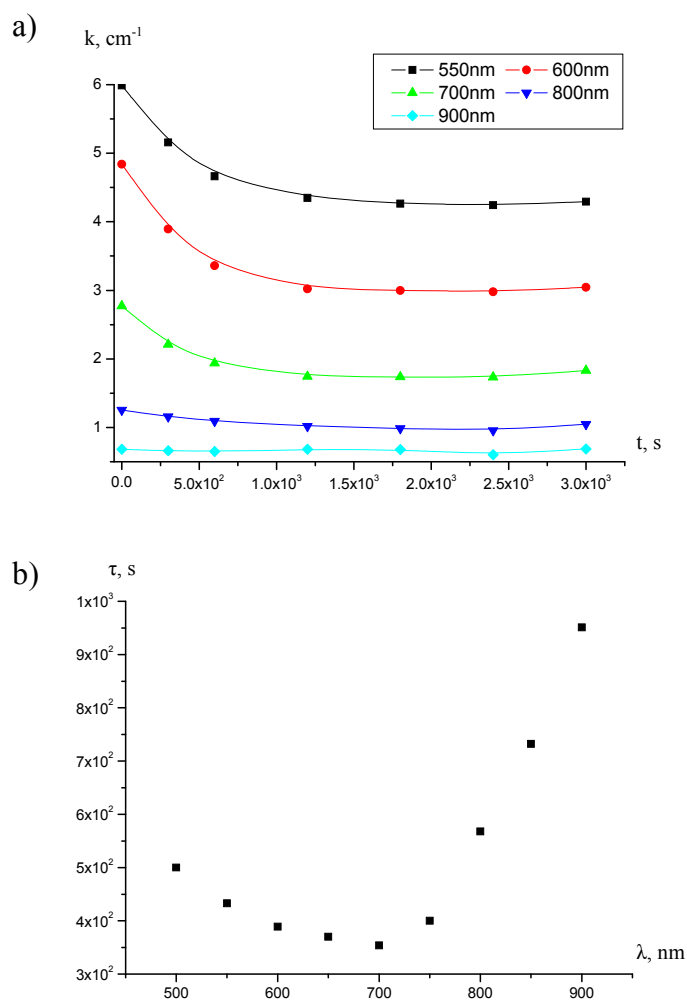 a)
k, cm⁻¹
550nm 600nm
700nm 800nm
900nm
6
5
4
3
2
1
t, s
0.0 5.0x10² 1.0x10³ 1.5x10³ 2.0x10³ 2.5x10³ 3.0x10³
b)
τ, s
1x10³
9x10²
8x10²
7x10²
6x10²
5x10²
4x10²
3x10²
λ, nm
500 600 700 800 900